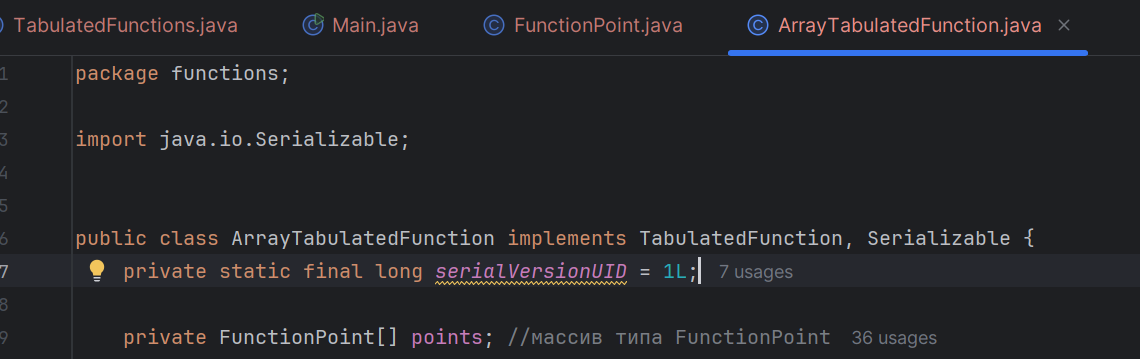 TabulatedFunctions.java Main.java FunctionPoint.java ArrayTabulatedFunction.java
1 package functions;
2
3 import java.io.Serializable;
4
5
6 public class ArrayTabulatedFunction implements TabulatedFunction, Serializable {
7 private static final long serialVersionUID = 1L; 7 usages
8
9 private FunctionPoint[] points; //массив типа FunctionPoint 36 usages